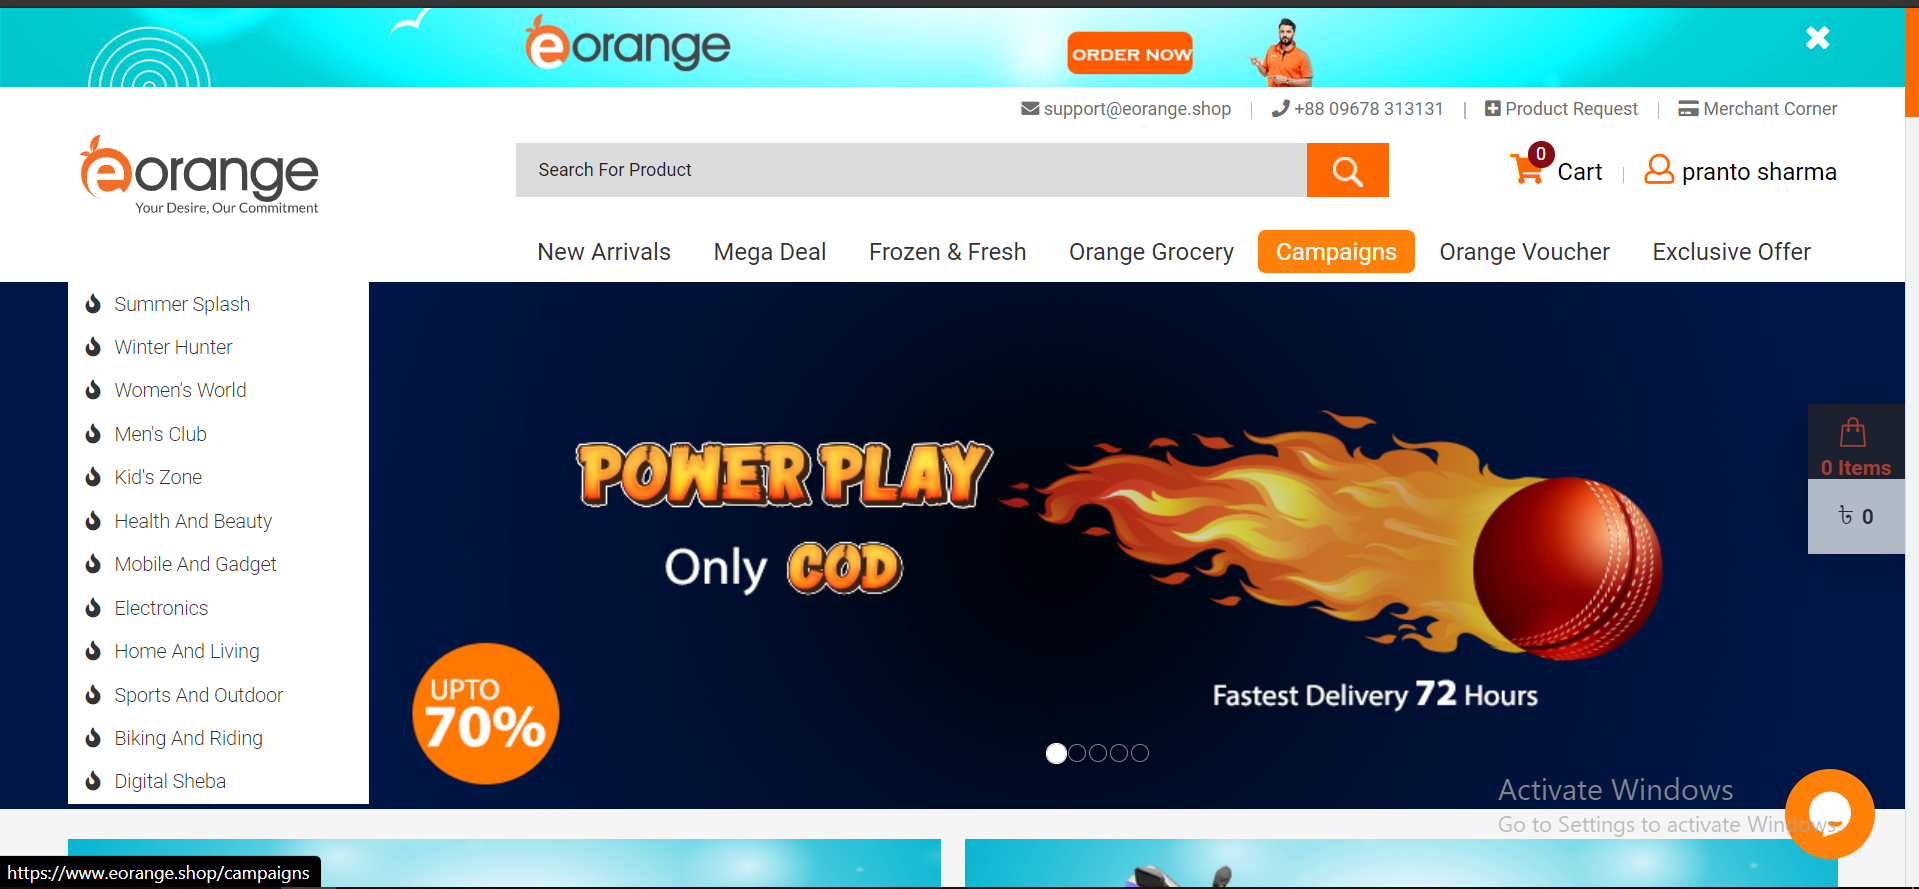 eorange
ORDER NOW
support@eorange.shop | +88 09678 313131 | Product Request | Merchant Corner
eorange
Your Desire, Our Commitment
Search For Product
0
Cart | pranto sharma
New Arrivals Mega Deal Frozen & Fresh Orange Grocery Campaigns Orange Voucher Exclusive Offer
Summer Splash
Winter Hunter
Women's World
Men's Club
Kid's Zone
Health And Beauty
Mobile And Gadget
Electronics
Home And Living
Sports And Outdoor
Biking And Riding
Digital Sheba
POWER PLAY
Only COD
UPTO
70%
Fastest Delivery 72 Hours
0 Items
৳ 0
Activate Windows
Go to Settings to activate Windows.
https://www.eorange.shop/campaigns